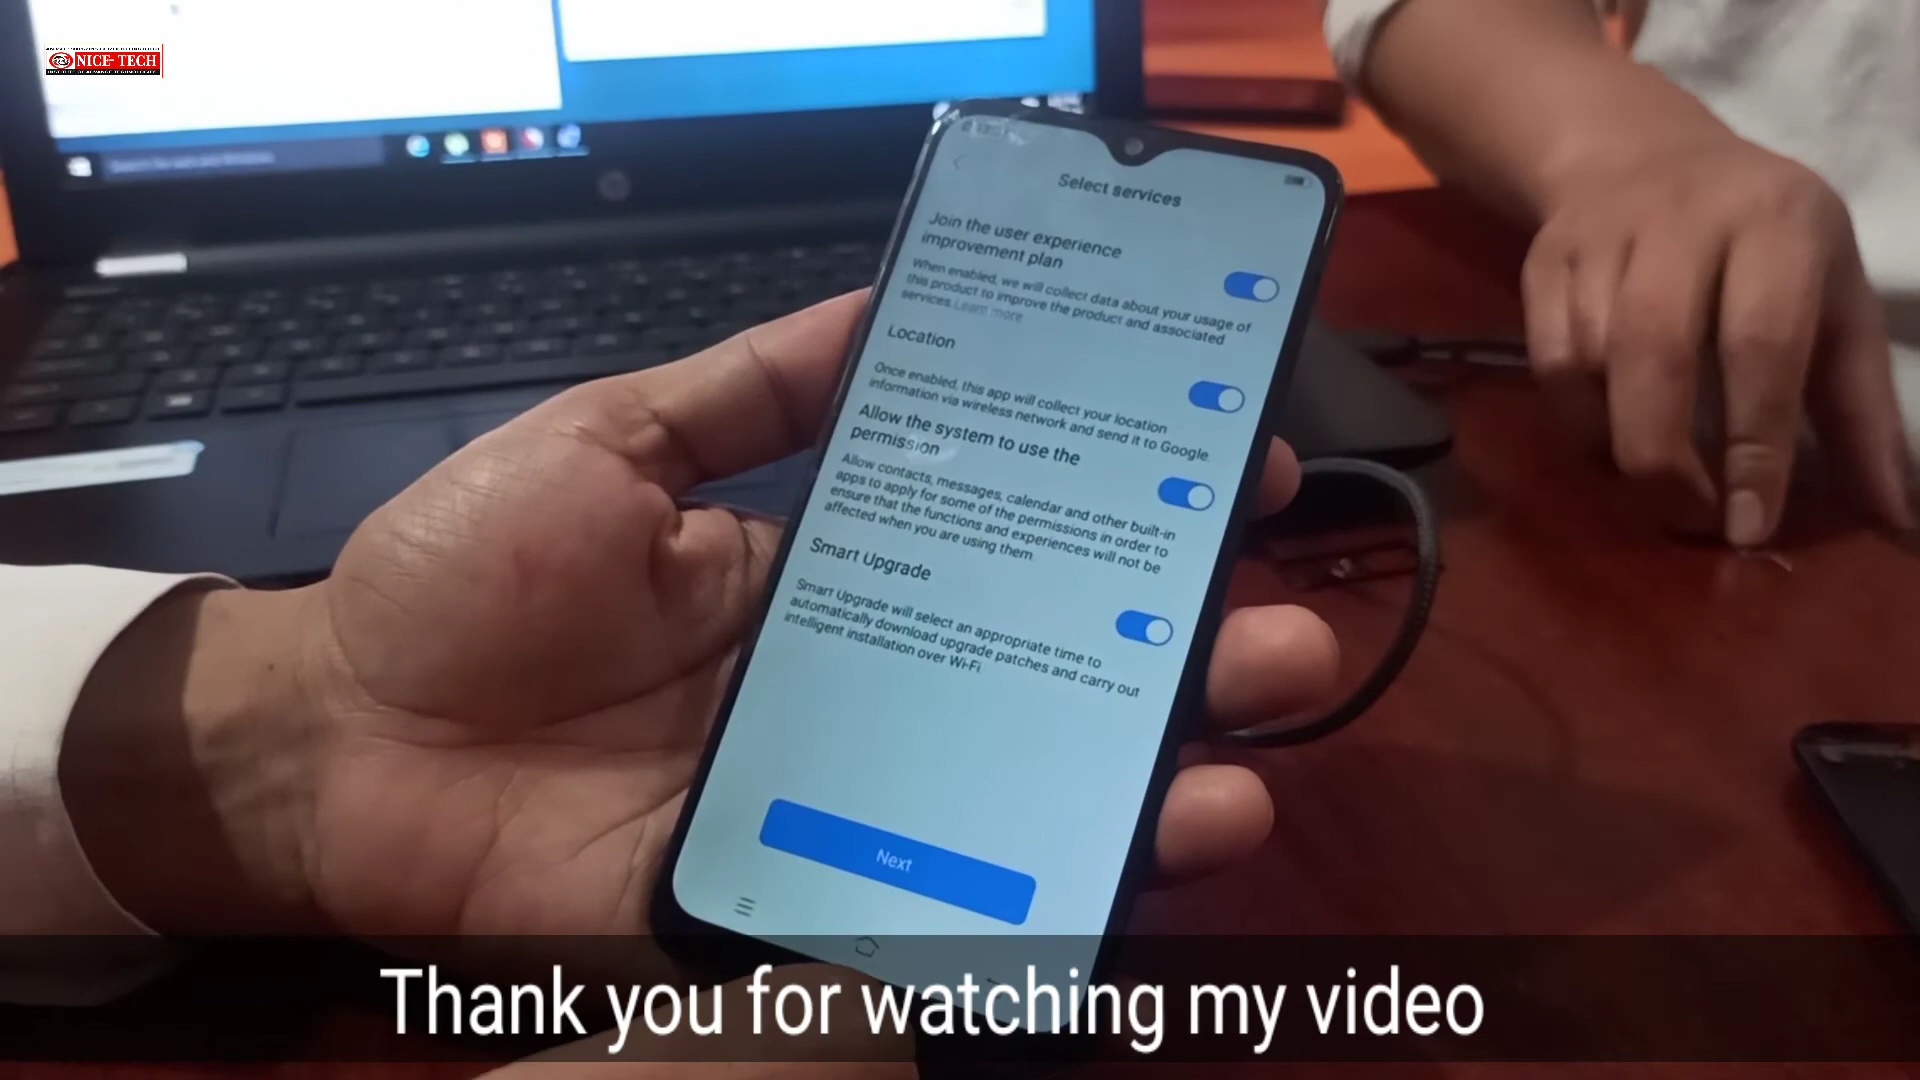 NICE-TECH
Select services
Join the user experience
improvement plan
When enabled, we will collect data about your usage of
this product to improve the product and associated
services.Learn more
Location
Once enabled, this app will collect your location
information via wireless network and send it to Google.
Allow the system to use the
permission
Allow contacts, messages, calendar and other built-in
apps to apply for some of the permissions in order to
ensure that the functions and experiences will not be
affected when you are using them.
Smart Upgrade
Smart Upgrade will select an appropriate time to
automatically download upgrade patches and carry out
intelligent installation over Wi-Fi.
Next
Thank you for watching my video